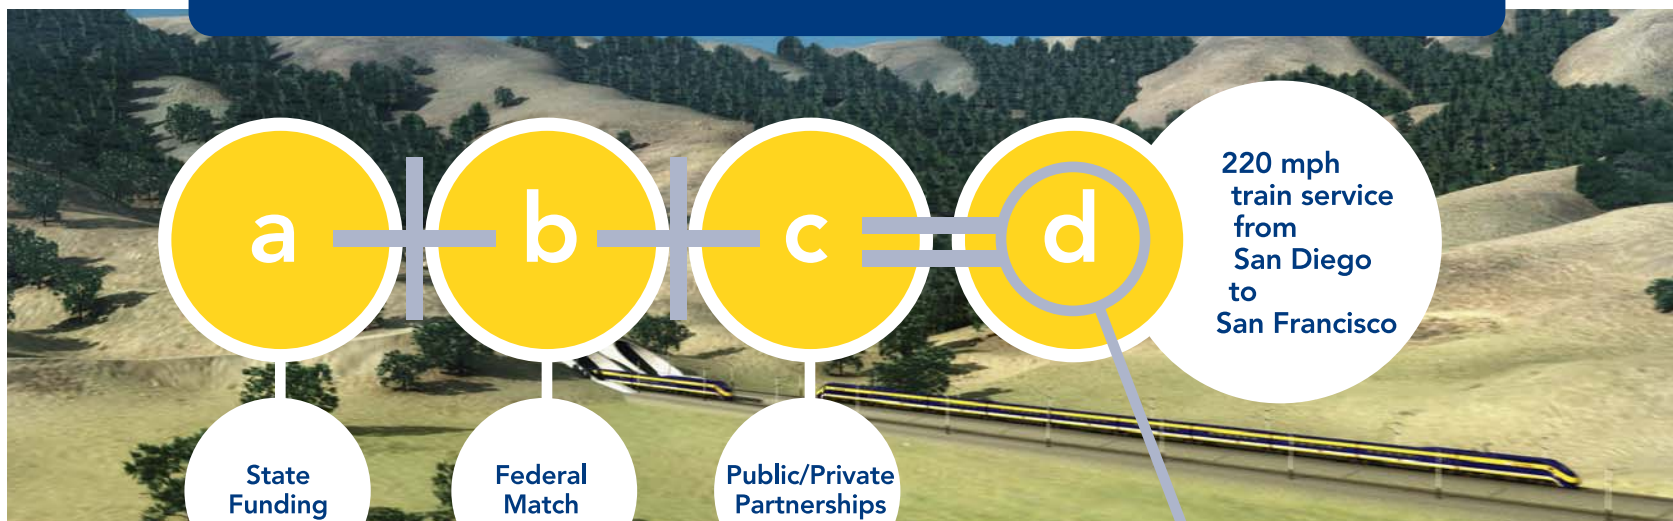 a
b
c
d
220 mph
train service
from
San Diego
to
San Francisco
State
Funding
Federal
Match
Public/Private
Partnerships